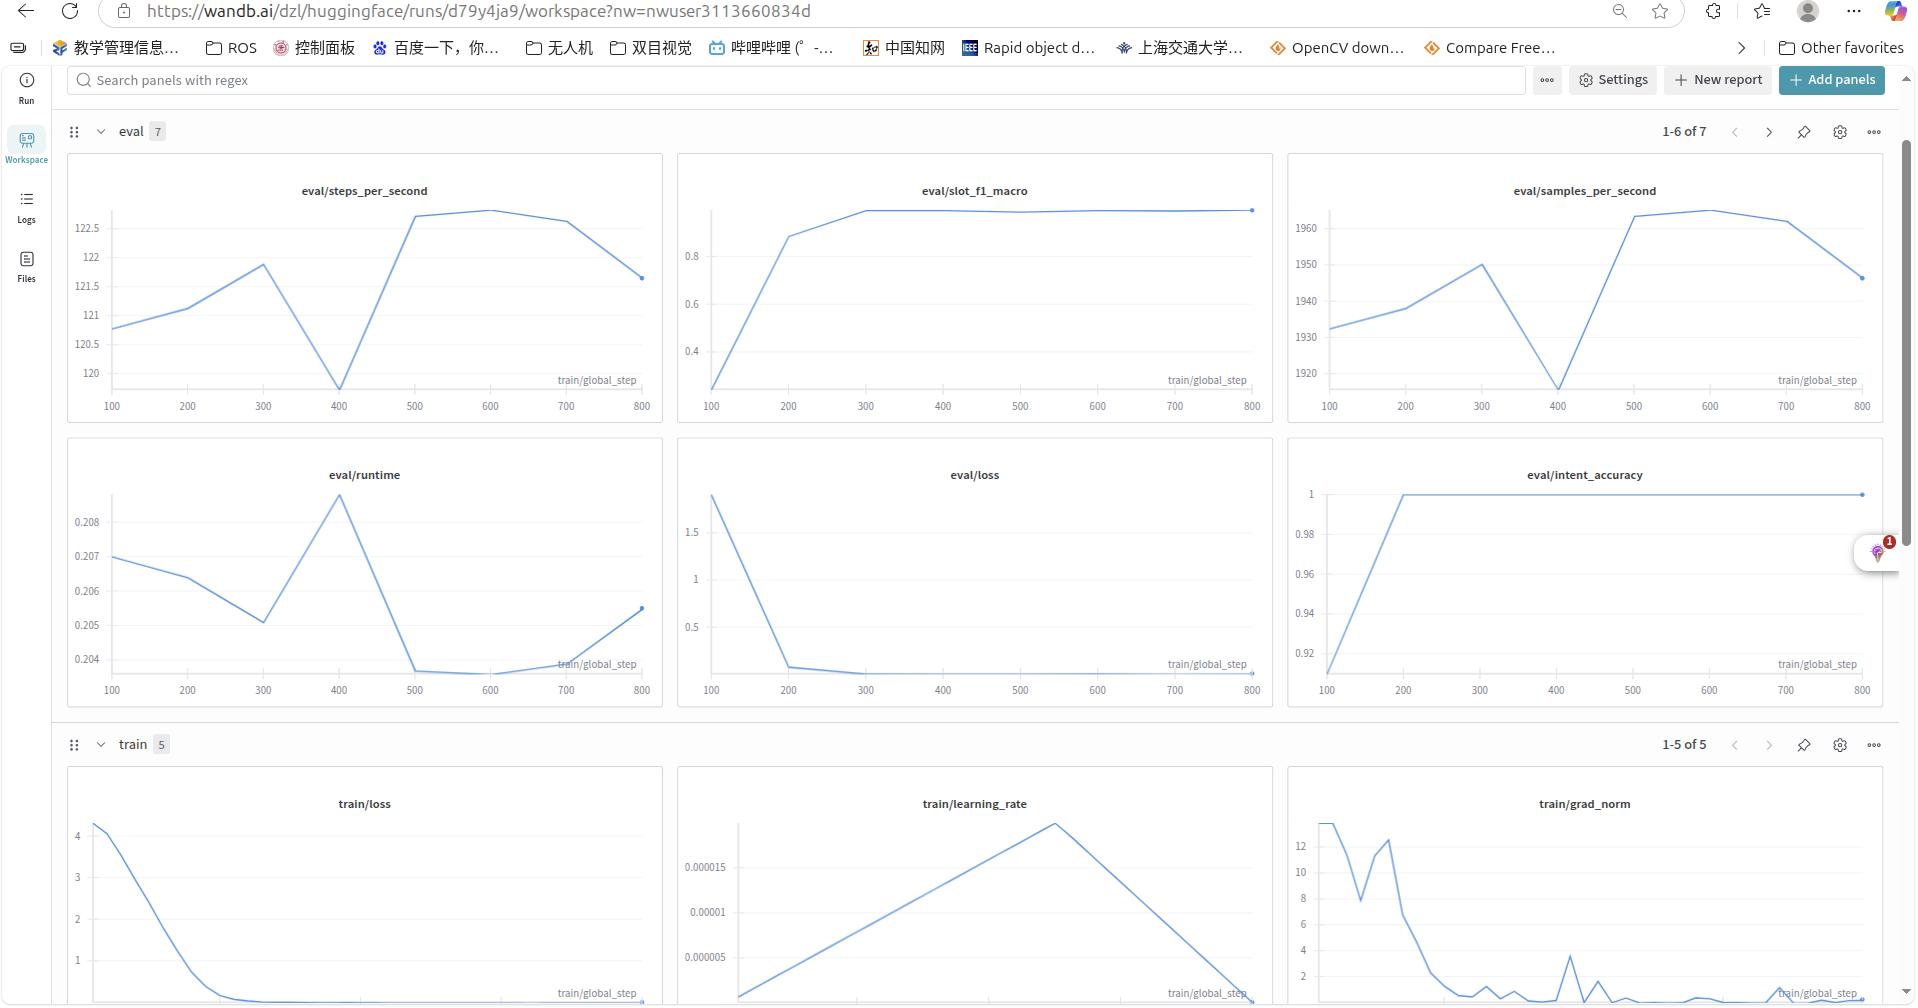 https://wandb.ai/dzl/huggingface/runs/d79y4ja9/workspace?nw=nwuser3113660834d
教学管理信息... ROS 控制面板 百度一下，你... 无人机 双目视觉 哔哩哔哩 (゜-... 中国知网 IEEE Rapid object d... 上海交通大学... OpenCV down... Compare Free... Other favorites
Run
Workspace
Logs
Files
Search panels with regex
Settings
New report
Add panels
eval 7
1-6 of 7
eval/steps_per_second
122.5
122
121.5
121
120.5
120
train/global_step
100 200 300 400 500 600 700 800
eval/slot_f1_macro
0.8
0.6
0.4
train/global_step
100 200 300 400 500 600 700 800
eval/samples_per_second
1960
1950
1940
1930
1920
train/global_step
100 200 300 400 500 600 700 800
eval/runtime
0.208
0.207
0.206
0.205
0.204
train/global_step
100 200 300 400 500 600 700 800
eval/loss
1.5
1
0.5
train/global_step
100 200 300 400 500 600 700 800
eval/intent_accuracy
1
0.98
0.96
0.94
0.92
train/global_step
100 200 300 400 500 600 700 800
1
train 5
1-5 of 5
train/loss
4
3
2
1
train/global_step
train/learning_rate
0.000015
0.00001
0.000005
train/global_step
train/grad_norm
12
10
8
6
4
2
train/global_step